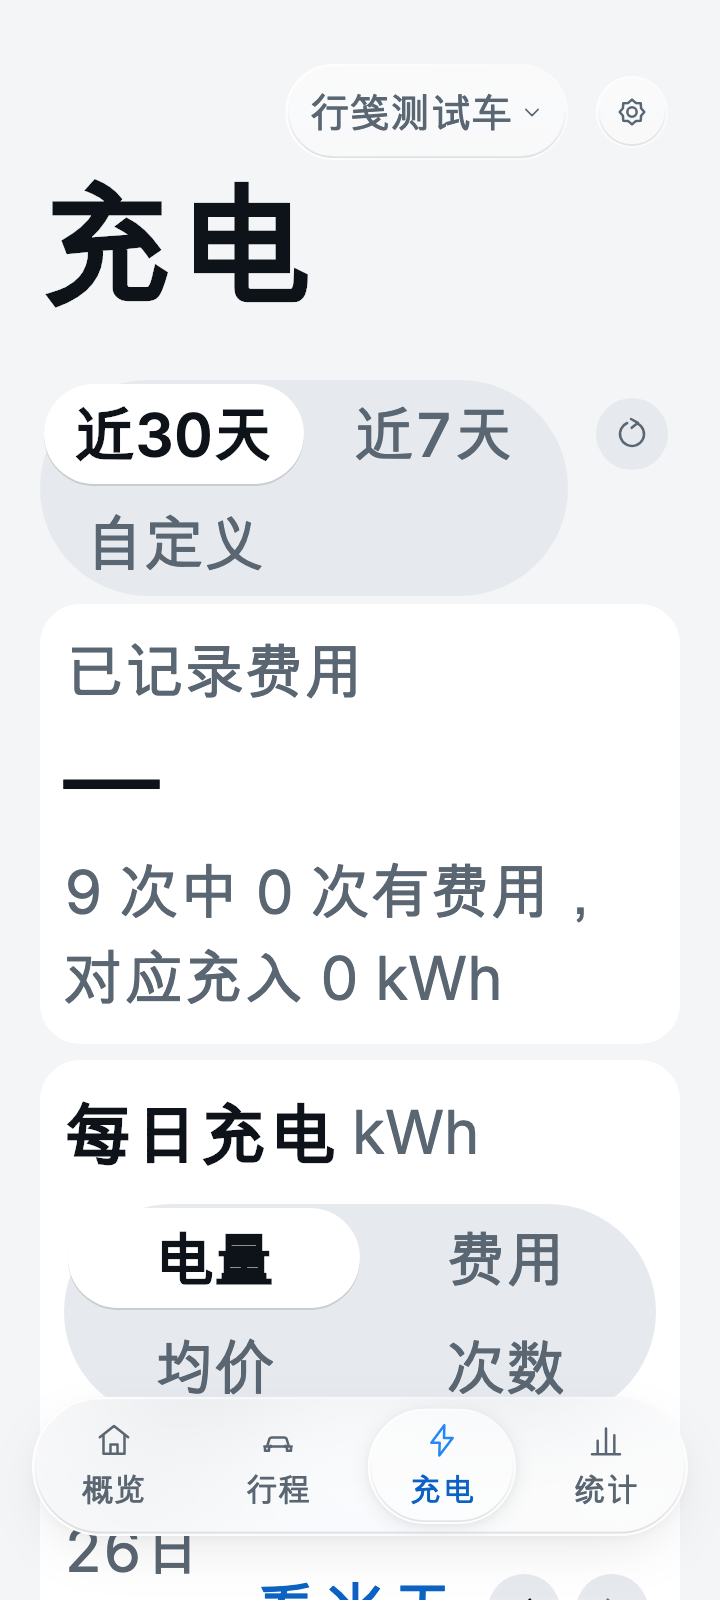 行笺测试车
充电
近30天 近7天
自定义
已记录费用
—
9 次中 0 次有费用，
对应充入 0 kWh
每日充电 kWh
电量 费用
均价 次数
概览 行程 充电 统计
26日